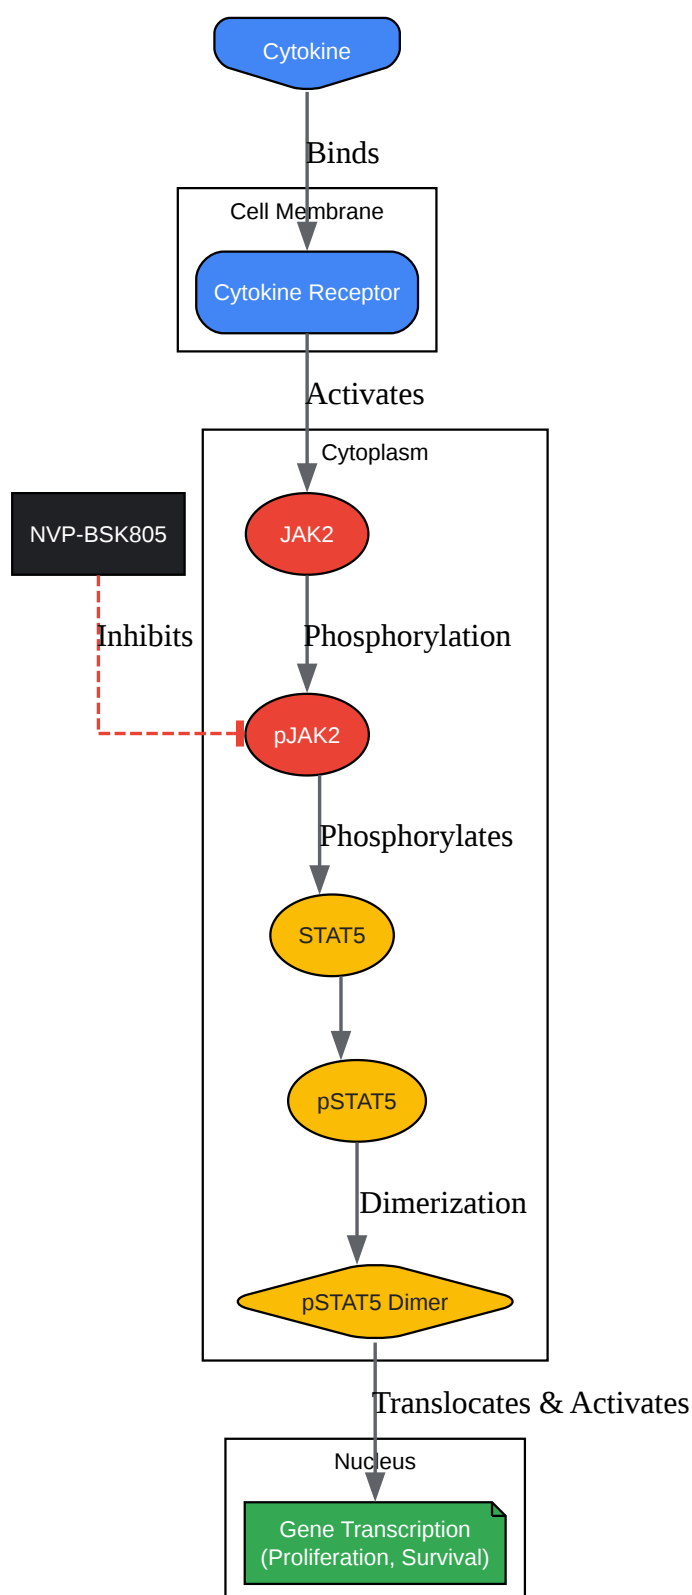 Cytokine
Binds
Cell Membrane
Cytokine Receptor
Activates
Cytoplasm
NVP-BSK805
JAK2
Inhibits
Phosphorylation
pJAK2
Phosphorylates
STAT5
pSTAT5
Dimerization
pSTAT5 Dimer
Translocates & Activates
Nucleus
Gene Transcription
(Proliferation, Survival)